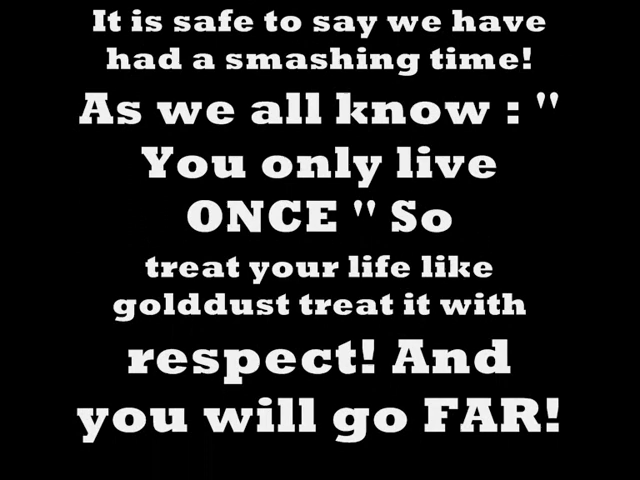 It is safe to say we have
had a smashing time!
As we all know : "
You only live
ONCE " So
treat your life like
golddust treat it with
respect! And
you will go FAR!